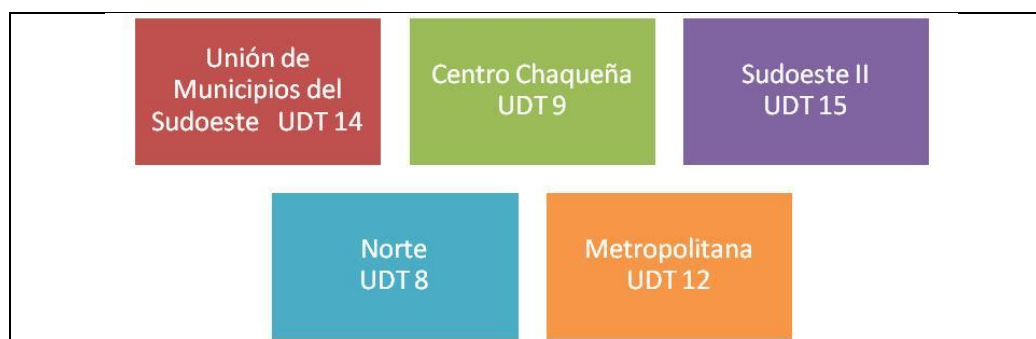 Unión de
Municipios del
Sudoeste UDT 14
Centro Chaqueña
UDT 9
Sudoeste II
UDT 15
Norte
UDT 8
Metropolitana
UDT 12